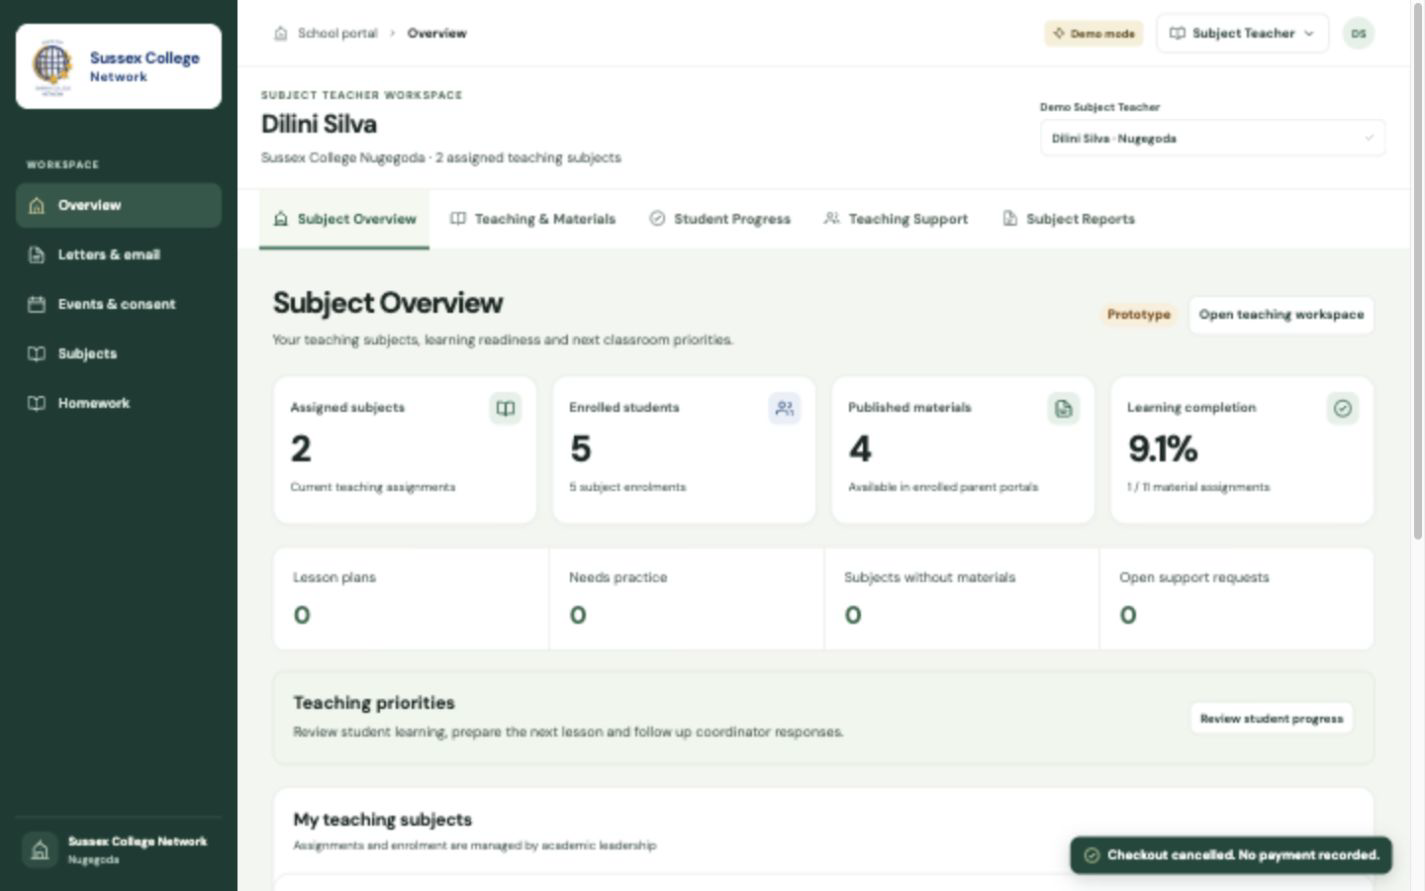 Sussex College
Network
WORKSPACE
Overview
Letters & email
Events & consent
Subjects
Homework
Sussex College Network
Nugegoda
School portal > Overview
Demo mode
Subject Teacher
DS
SUBJECT TEACHER WORKSPACE
Dilini Silva
Sussex College Nugegoda · 2 assigned teaching subjects
Demo Subject Teacher
Dilini Silva · Nugegoda
Subject Overview
Teaching & Materials
Student Progress
Teaching Support
Subject Reports
Subject Overview
Your teaching subjects, learning readiness and next classroom priorities.
Prototype
Open teaching workspace
Assigned subjects
2
Current teaching assignments
Enrolled students
5
5 subject enrolments
Published materials
4
Available in enrolled parent portals
Learning completion
9.1%
1 / 11 material assignments
Lesson plans
0
Needs practice
0
Subjects without materials
0
Open support requests
0
Teaching priorities
Review student learning, prepare the next lesson and follow up coordinator responses.
Review student progress
My teaching subjects
Assignments and enrolment are managed by academic leadership
Checkout cancelled. No payment recorded.